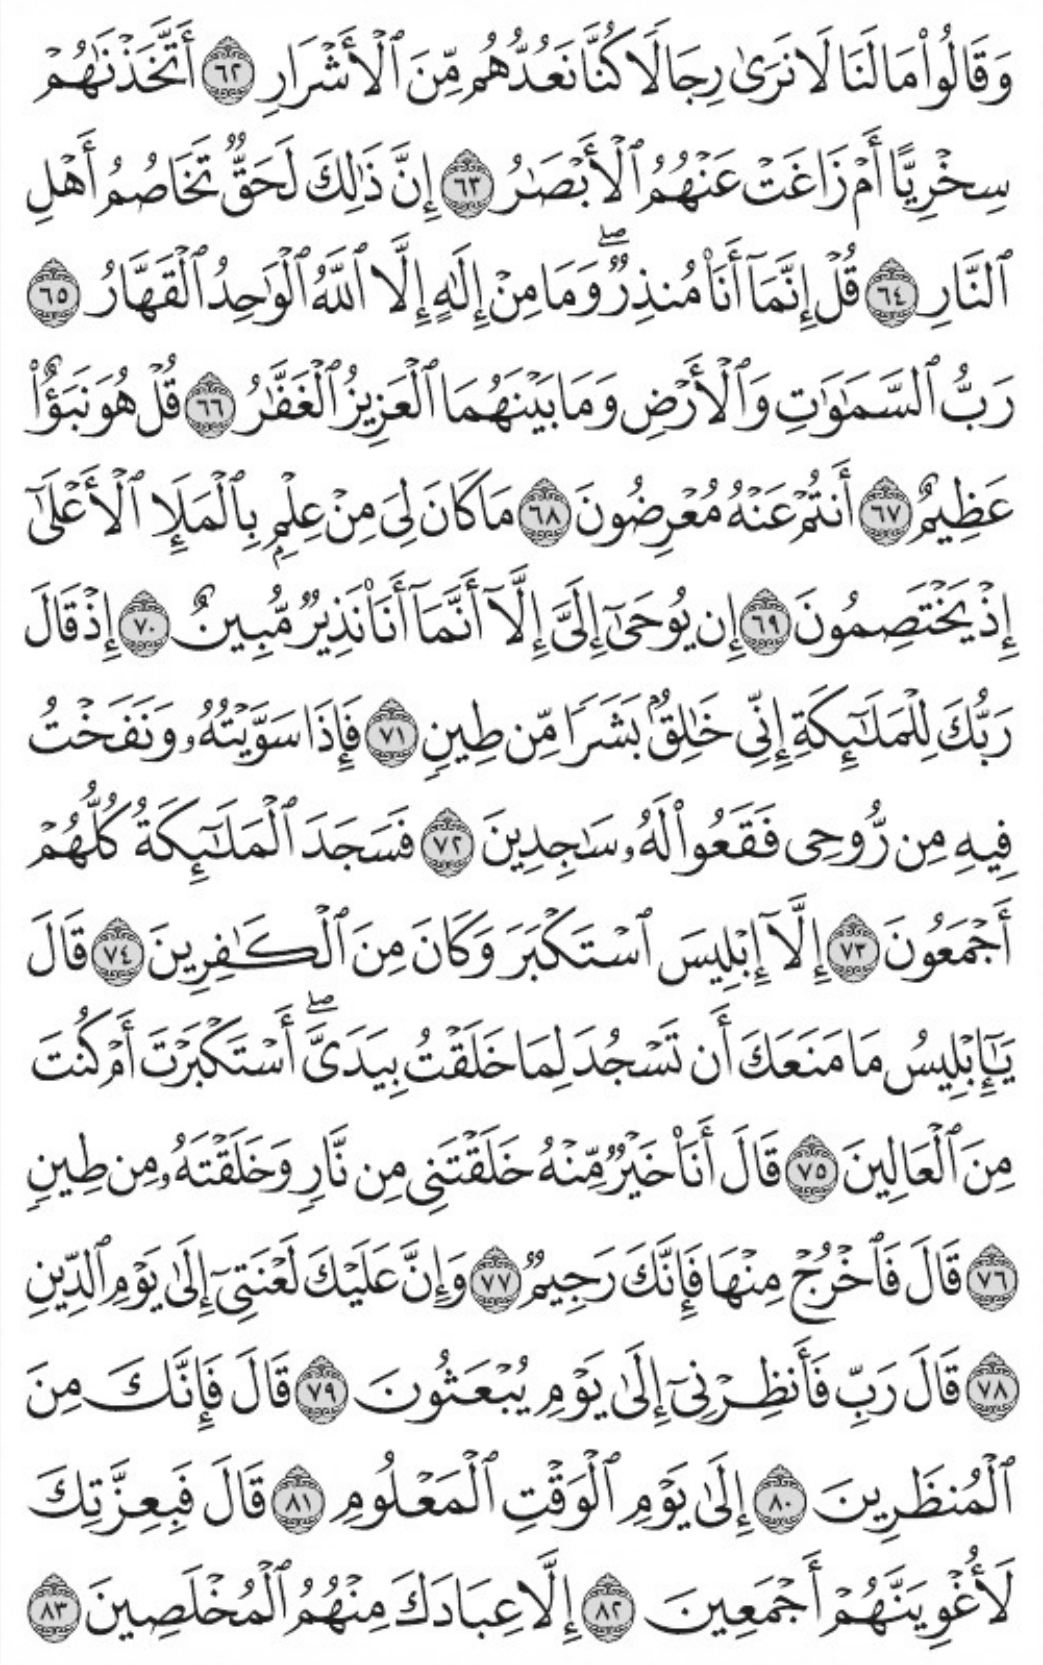 وَقَالُوا۟ مَا لَنَا لَا نَرَىٰ رِجَالًا كُنَّا نَعُدُّهُم مِّنَ ٱلْأَشْرَارِ ٦٢ أَتَّخَذْنَـٰهُمْ
سِخْرِيًّا أَمْ زَاغَتْ عَنْهُمُ ٱلْأَبْصَـٰرُ ٦٣ إِنَّ ذَٰلِكَ لَحَقٌّ تَخَاصُمُ أَهْلِ
ٱلنَّارِ ٦٤ قُلْ إِنَّمَآ أَنَا۠ مُنذِرٌ ۖ وَمَا مِنْ إِلَـٰهٍ إِلَّا ٱللَّهُ ٱلْوَٰحِدُ ٱلْقَهَّارُ ٦٥
رَبُّ ٱلسَّمَـٰوَٰتِ وَٱلْأَرْضِ وَمَا بَيْنَهُمَا ٱلْعَزِيزُ ٱلْغَفَّـٰرُ ٦٦ قُلْ هُوَ نَبَؤٌا۟
عَظِيمٌ ٦٧ أَنتُمْ عَنْهُ مُعْرِضُونَ ٦٨ مَا كَانَ لِىَ مِنْ عِلْمٍۭ بِٱلْمَلَإِ ٱلْأَعْلَىٰٓ
إِذْ يَخْتَصِمُونَ ٦٩ إِن يُوحَىٰٓ إِلَىَّ إِلَّآ أَنَّمَآ أَنَا۠ نَذِيرٌ مُّبِينٌ ٧٠ إِذْ قَالَ
رَبُّكَ لِلْمَلَـٰٓئِكَةِ إِنِّى خَـٰلِقٌۢ بَشَرًا مِّن طِينٍ ٧١ فَإِذَا سَوَّيْتُهُۥ وَنَفَخْتُ
فِيهِ مِن رُّوحِى فَقَعُوا۟ لَهُۥ سَـٰجِدِينَ ٧٢ فَسَجَدَ ٱلْمَلَـٰٓئِكَةُ كُلُّهُمْ
أَجْمَعُونَ ٧٣ إِلَّآ إِبْلِيسَ ٱسْتَكْبَرَ وَكَانَ مِنَ ٱلْكَـٰفِرِينَ ٧٤ قَالَ
يَـٰٓإِبْلِيسُ مَا مَنَعَكَ أَن تَسْجُدَ لِمَا خَلَقْتُ بِيَدَىَّ ۖ أَسْتَكْبَرْتَ أَمْ كُنتَ
مِنَ ٱلْعَالِينَ ٧٥ قَالَ أَنَا۠ خَيْرٌ مِّنْهُ خَلَقْتَنِى مِن نَّارٍ وَخَلَقْتَهُۥ مِن طِينٍ
٧٦ قَالَ فَٱخْرُجْ مِنْهَا فَإِنَّكَ رَجِيمٌ ٧٧ وَإِنَّ عَلَيْكَ لَعْنَتِىٓ إِلَىٰ يَوْمِ ٱلدِّينِ
٧٨ قَالَ رَبِّ فَأَنظِرْنِىٓ إِلَىٰ يَوْمِ يُبْعَثُونَ ٧٩ قَالَ فَإِنَّكَ مِنَ
ٱلْمُنظَرِينَ ٨٠ إِلَىٰ يَوْمِ ٱلْوَقْتِ ٱلْمَعْلُومِ ٨١ قَالَ فَبِعِزَّتِكَ
لَأُغْوِيَنَّهُمْ أَجْمَعِينَ ٨٢ إِلَّا عِبَادَكَ مِنْهُمُ ٱلْمُخْلَصِينَ ٨٣